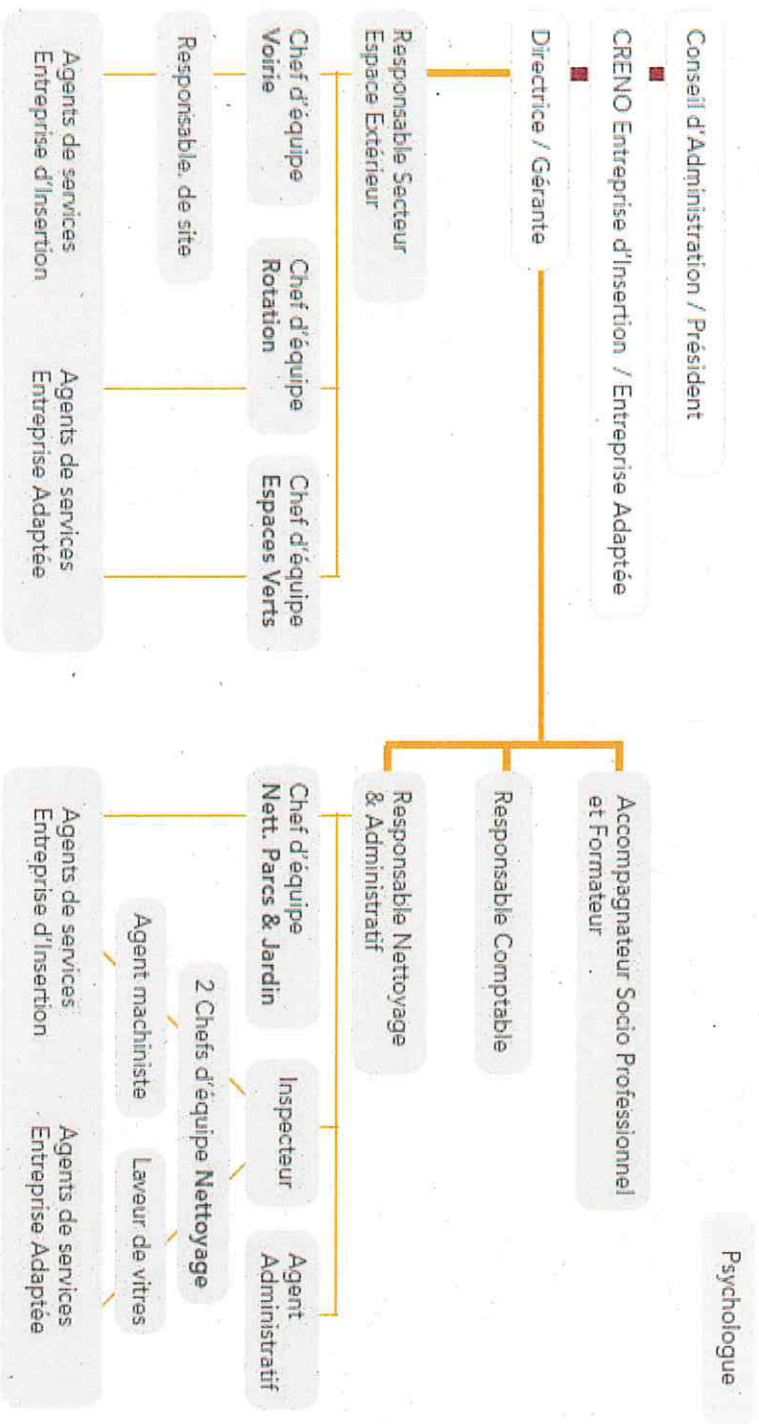 Conseil d'Administration / Président
CRENO Entreprise d'Insertion / Entreprise Adaptée
Directrice / Gérante
Psychologue
Accompagnateur Socio Professionnel
et Formateur
Responsable Comptable
Responsable Secteur
Espace Extérieur
Responsable Nettoyage
& Administratif
Chef d'équipe
Voirie
Chef d'équipe
Rotation
Chef d'équipe
Espaces Verts
Chef d'équipe
Nett. Parcs & Jardin
Inspecteur
Agent
Administratif
2 Chefs d'équipe Nettoyage
Responsable. de site
Agent machiniste
Laveur de vitres
Agents de services
Entreprise d'Insertion
Agents de services
Entreprise Adaptée
Agents de services
Entreprise d'Insertion
Agents de services
Entreprise Adaptée